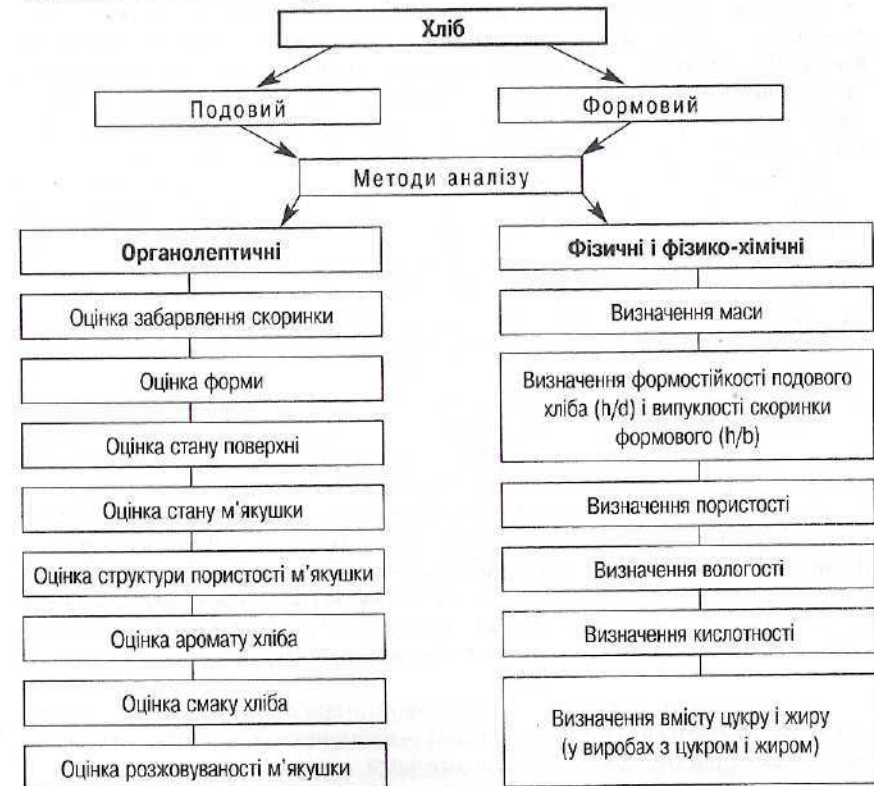 Хліб
Подовий
Формовий
Методи аналізу
Органолептичні
Оцінка забарвлення скоринки
Оцінка форми
Оцінка стану поверхні
Оцінка стану м'якушки
Оцінка структури пористості м'якушки
Оцінка аромату хліба
Оцінка смаку хліба
Оцінка розжовуваності м'якушки
Фізичні і фізико-хімічні
Визначення маси
Визначення формостійкості подового
хліба (h/d) і випуклості скоринки
формового (h/b)
Визначення пористості
Визначення вологості
Визначення кислотності
Визначення вмісту цукру і жиру
(у виробах з цукром і жиром)